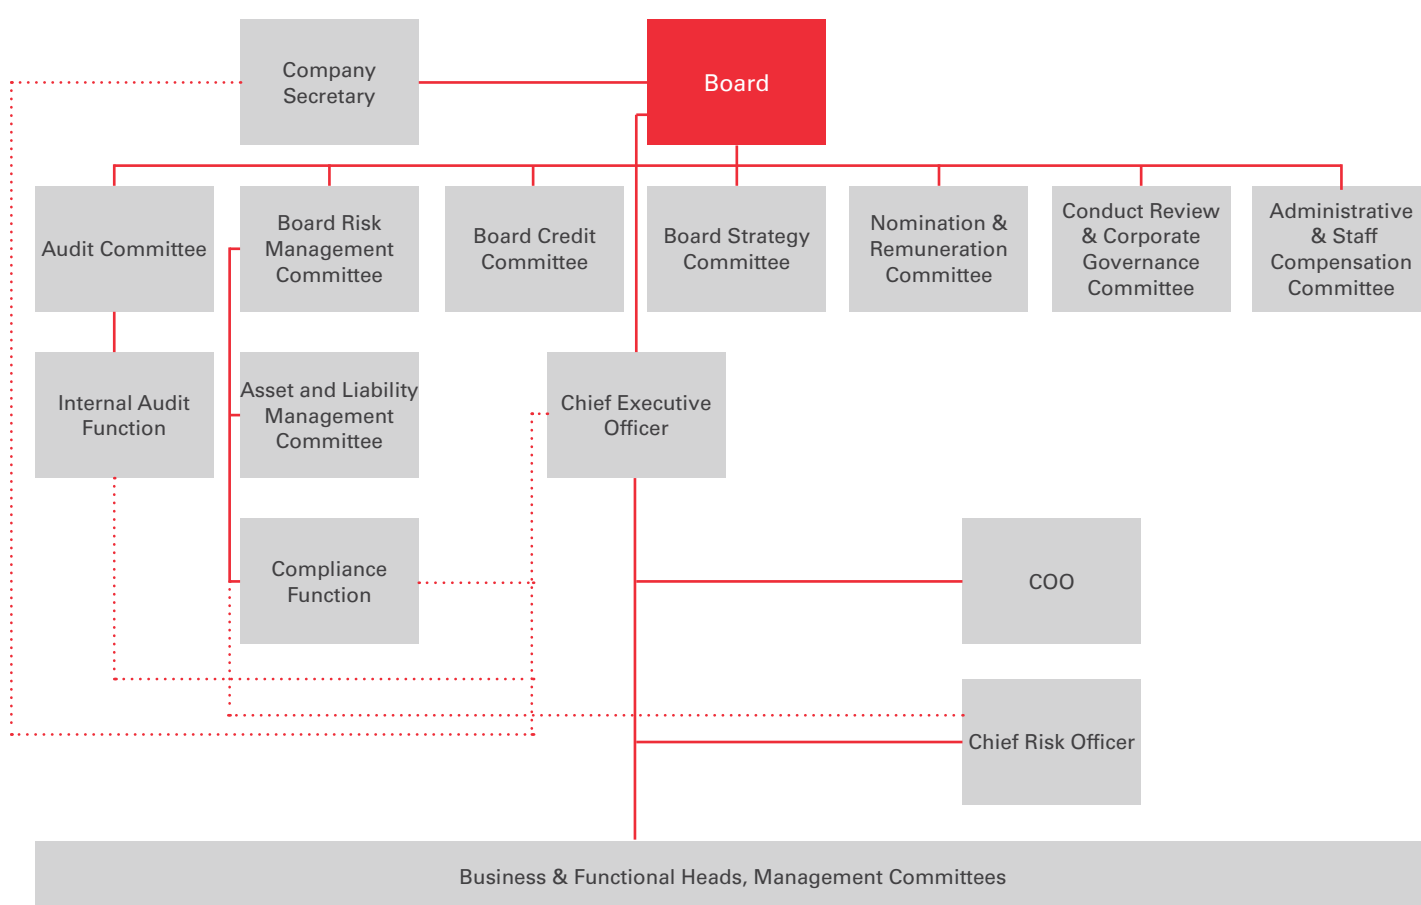 Company
Secretary
Board
Audit Committee
Board Risk
Management
Committee
Board Credit
Committee
Board Strategy
Committee
Nomination &
Remuneration
Committee
Conduct Review
& Corporate
Governance
Committee
Administrative
& Staff
Compensation
Committee
Internal Audit
Function
Asset and Liability
Management
Committee
Chief Executive
Officer
Compliance
Function
COO
Chief Risk Officer
Business & Functional Heads, Management Committees